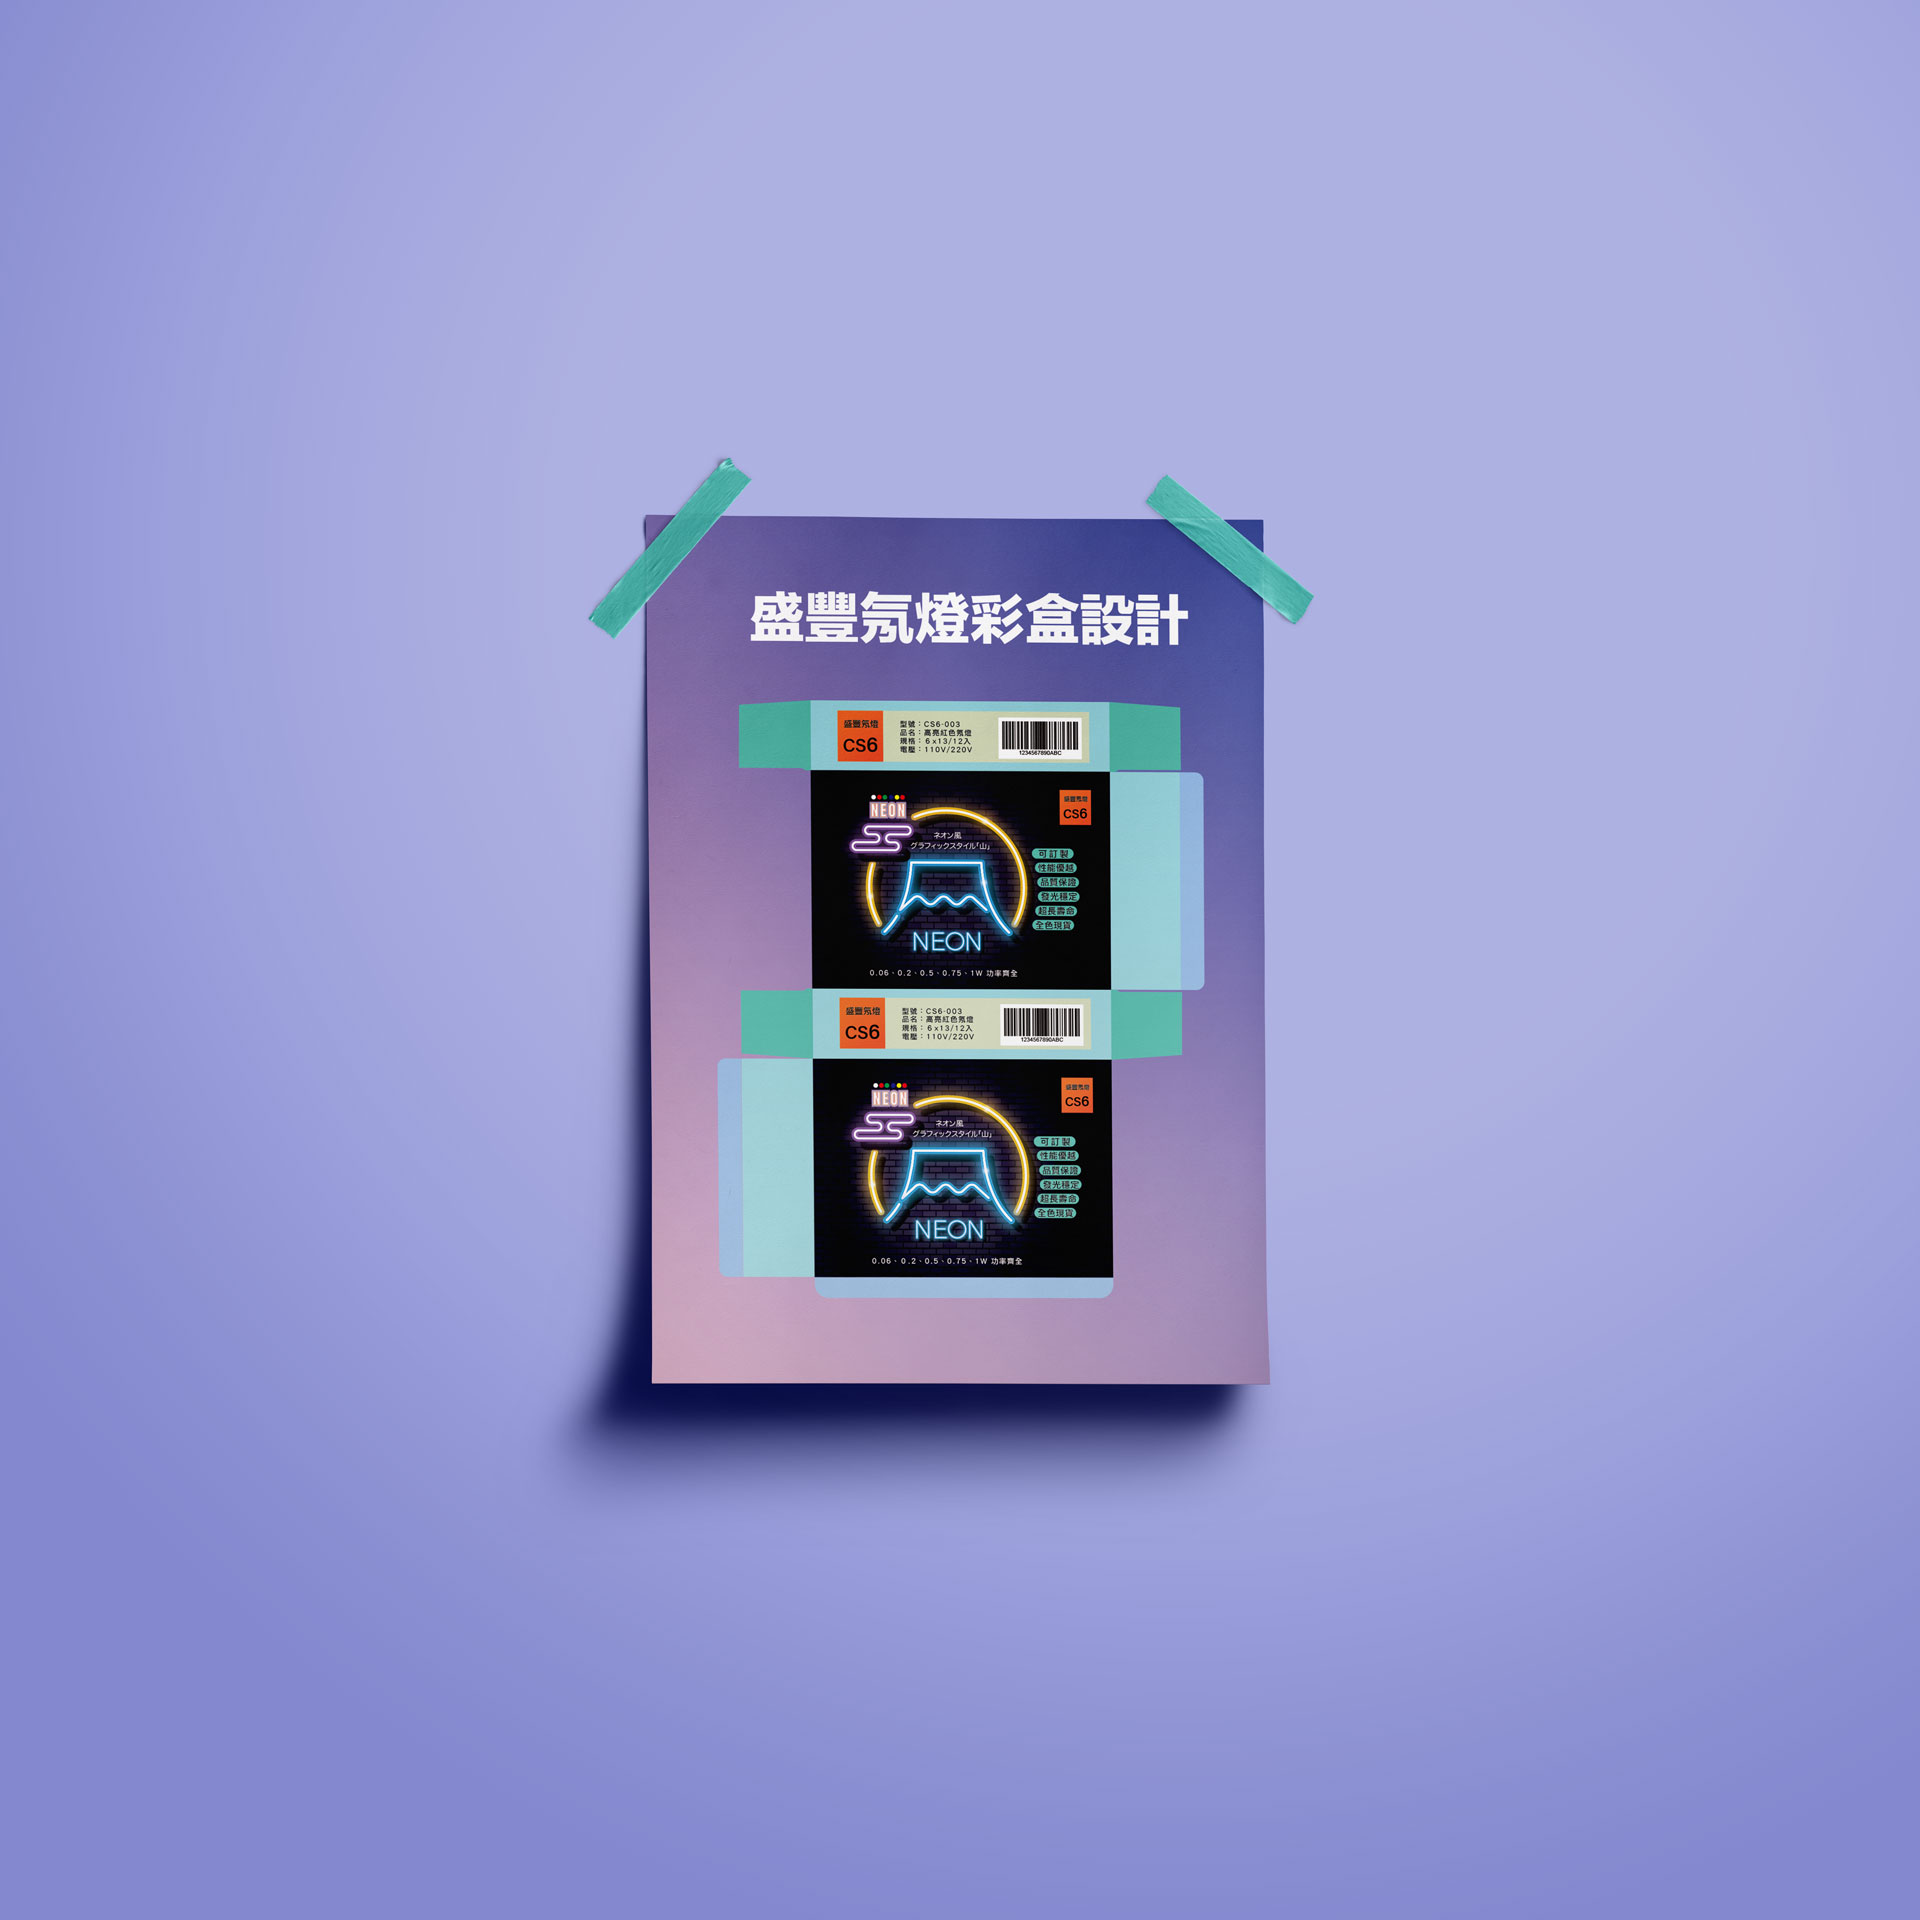 盛豐氖燈彩盒設計
盛豐氖燈
CS6
型號：CS6-003
品名：高亮紅色氖燈
規格：6x13/12入
電壓：110V/220V
1234567890ABC
NEON
ネオン風
グラフィックスタイル「山」
NEON
盛豐氖燈
CS6
可訂製
性能優越
品質保證
發光穩定
超長壽命
全色現貨
0.06、0.2、0.5、0.75、1W 功率齊全
盛豐氖燈
CS6
型號：CS6-003
品名：高亮紅色氖燈
規格：6x13/12入
電壓：110V/220V
1234567890ABC
NEON
ネオン風
グラフィックスタイル「山」
NEON
盛豐氖燈
CS6
可訂製
性能優越
品質保證
發光穩定
超長壽命
全色現貨
0.06、0.2、0.5、0.75、1W 功率齊全